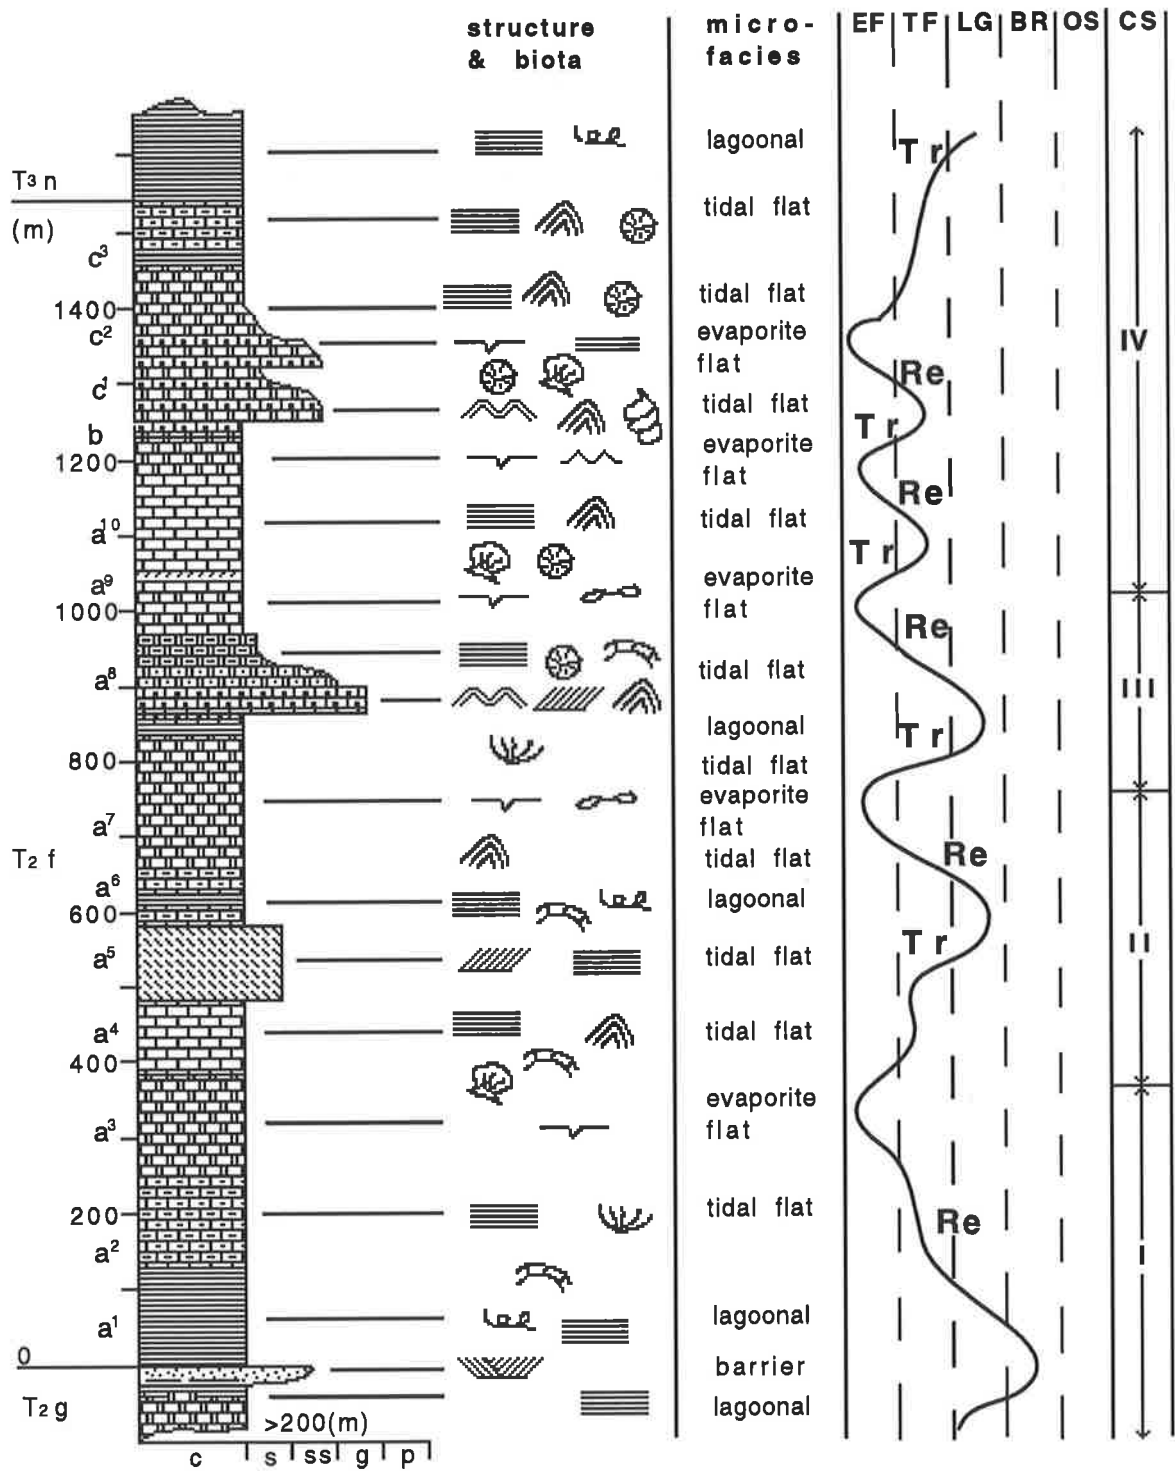 structure
& biota
micro-
facies
EF TF LG BR OS CS
lagoonal
Tr
T3 n
tidal flat
(m)
c3
tidal flat
1400
evaporite
flat
c2
IV
Re
c1
tidal flat
Tr
b
evaporite
flat
1200
Re
tidal flat
a10
Tr
evaporite
flat
a9
1000
Re
tidal flat
a8
III
lagoonal
Tr
800
tidal flat
evaporite
flat
a7
T2 f
tidal flat
Re
a6
lagoonal
600
Tr
II
a5
tidal flat
a4
tidal flat
400
evaporite
flat
a3
200
tidal flat
Re
a2
I
a1
lagoonal
0
barrier
T2 g
lagoonal
>200(m)
c s ss g p